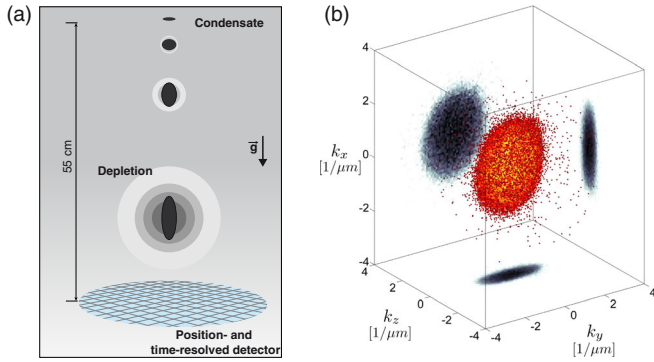 (a)
Condensate
55 cm
g
Depletion
Position- and
time-resolved detector
(b)
4
2
0
-2
-4
k_x
[1/μm]
4
2
0
-2
-4
k_z
[1/μm]
-4
-2
0
2
4
k_y
[1/μm]